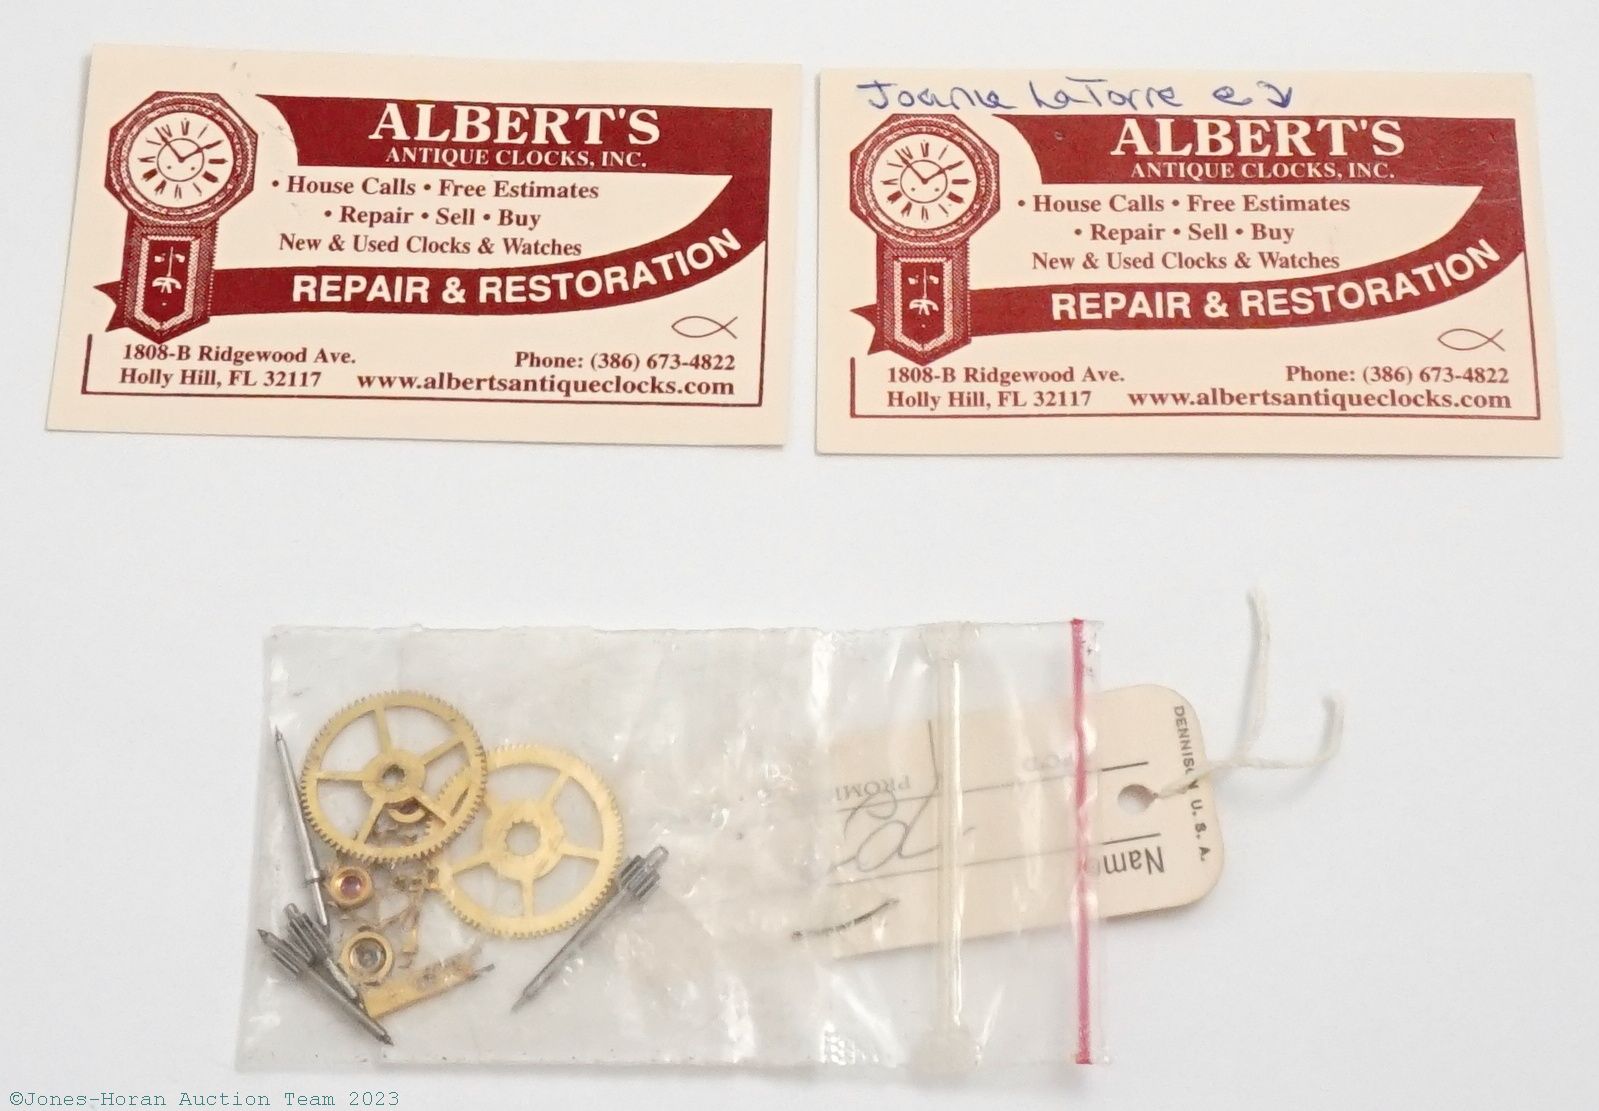 ALBERT'S
ANTIQUE CLOCKS, INC.
• House Calls • Free Estimates
• Repair • Sell • Buy
New & Used Clocks & Watches
REPAIR & RESTORATION
1808-B Ridgewood Ave.
Holly Hill, FL 32117
Phone: (386) 673-4822
www.albertsantiqueclocks.com
Joanna LaTorre
ALBERT'S
ANTIQUE CLOCKS, INC.
• House Calls • Free Estimates
• Repair • Sell • Buy
New & Used Clocks & Watches
REPAIR & RESTORATION
1808-B Ridgewood Ave.
Holly Hill, FL 32117
Phone: (386) 673-4822
www.albertsantiqueclocks.com
DENNISON U. S. A.
Name
PROMI
©Jones-Horan Auction Team 2023